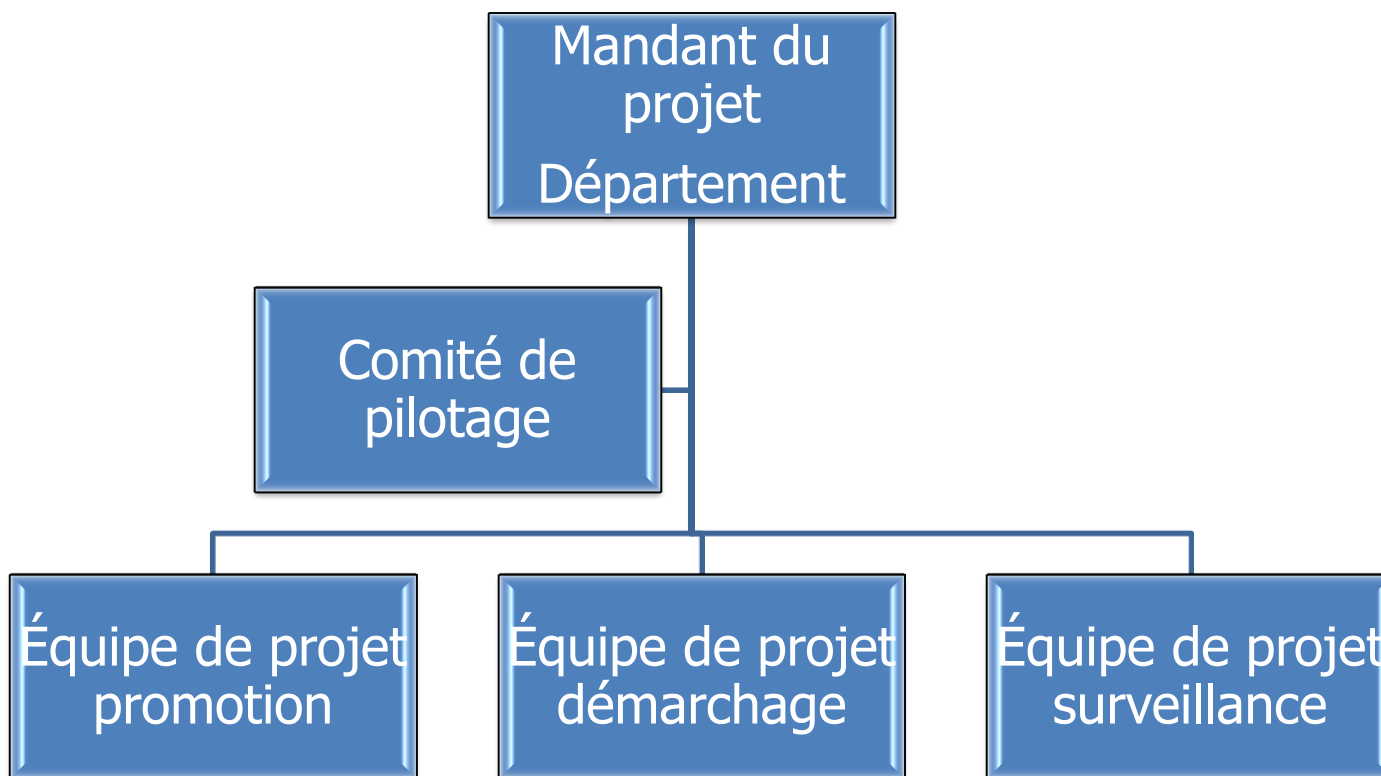 Mandant du
projet
Département
Comité de
pilotage
Équipe de projet
promotion
Équipe de projet
démarchage
Équipe de projet
surveillance